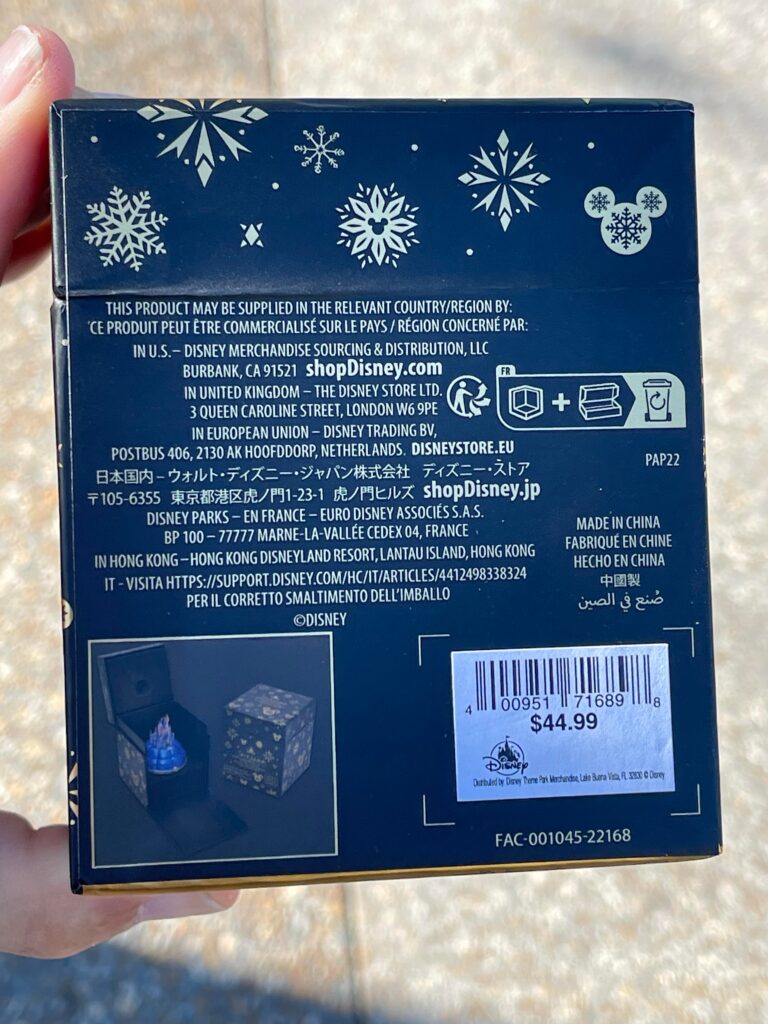 THIS PRODUCT MAY BE SUPPLIED IN THE RELEVANT COUNTRY/REGION BY:
CE PRODUIT PEUT ÊTRE COMMERCIALISÉ SUR LE PAYS / RÉGION CONCERNÉ PAR:
IN U.S. – DISNEY MERCHANDISE SOURCING & DISTRIBUTION, LLC
BURBANK, CA 91521 shopDisney.com
IN UNITED KINGDOM – THE DISNEY STORE LTD.
3 QUEEN CAROLINE STREET, LONDON W6 9PE
IN EUROPEAN UNION – DISNEY TRADING BV,
POSTBUS 406, 2130 AK HOOFDDORP, NETHERLANDS. DISNEYSTORE.EU
日本国内 – ウォルト・ディズニー・ジャパン株式会社 ディズニー・ストア
〒105-6355 東京都港区虎ノ門1-23-1 虎ノ門ヒルズ shopDisney.jp
DISNEY PARKS – EN FRANCE – EURO DISNEY ASSOCIÉS S.A.S.
BP 100 – 77777 MARNE-LA-VALLÉE CEDEX 04, FRANCE
IN HONG KONG – HONG KONG DISNEYLAND RESORT, LANTAU ISLAND, HONG KONG
IT - VISITA HTTPS://SUPPORT.DISNEY.COM/HC/IT/ARTICLES/4412498338324
PER IL CORRETTO SMALTIMENTO DELL'IMBALLO
©DISNEY
FR
+
PAP22
MADE IN CHINA
FABRIQUÉ EN CHINE
HECHO EN CHINA
中國製
صُنع في الصين
4 00951 71689 8
$44.99
Disney
Distributed by Disney Theme Park Merchandise, Lake Buena Vista, FL 32830 © Disney
FAC-001045-22168